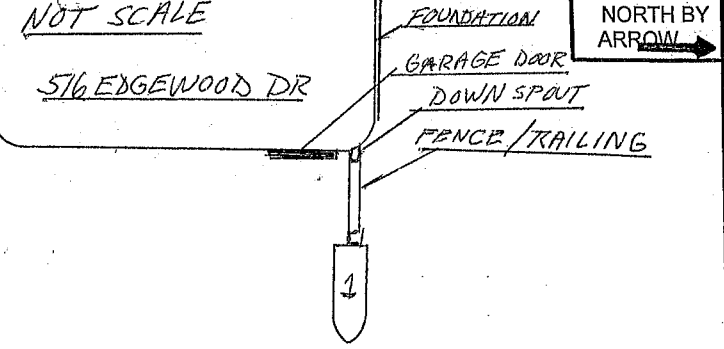 NOT SCALE
516 EDGEWOOD DR
FOUNDATION
GARAGE DOOR
DOWN SPOUT
FENCE/RAILING
NORTH BY
ARROW
1